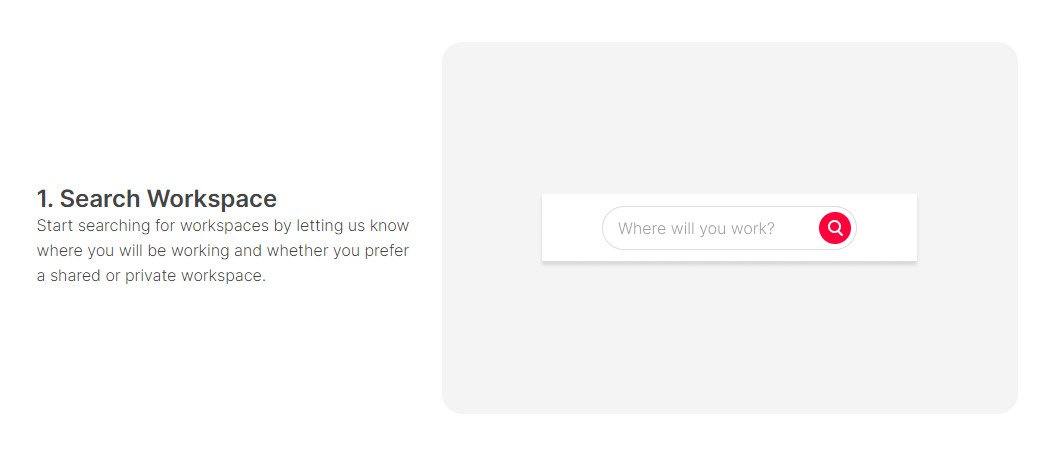 1. Search Workspace
Start searching for workspaces by letting us know
where you will be working and whether you prefer
a shared or private workspace.
Where will you work?